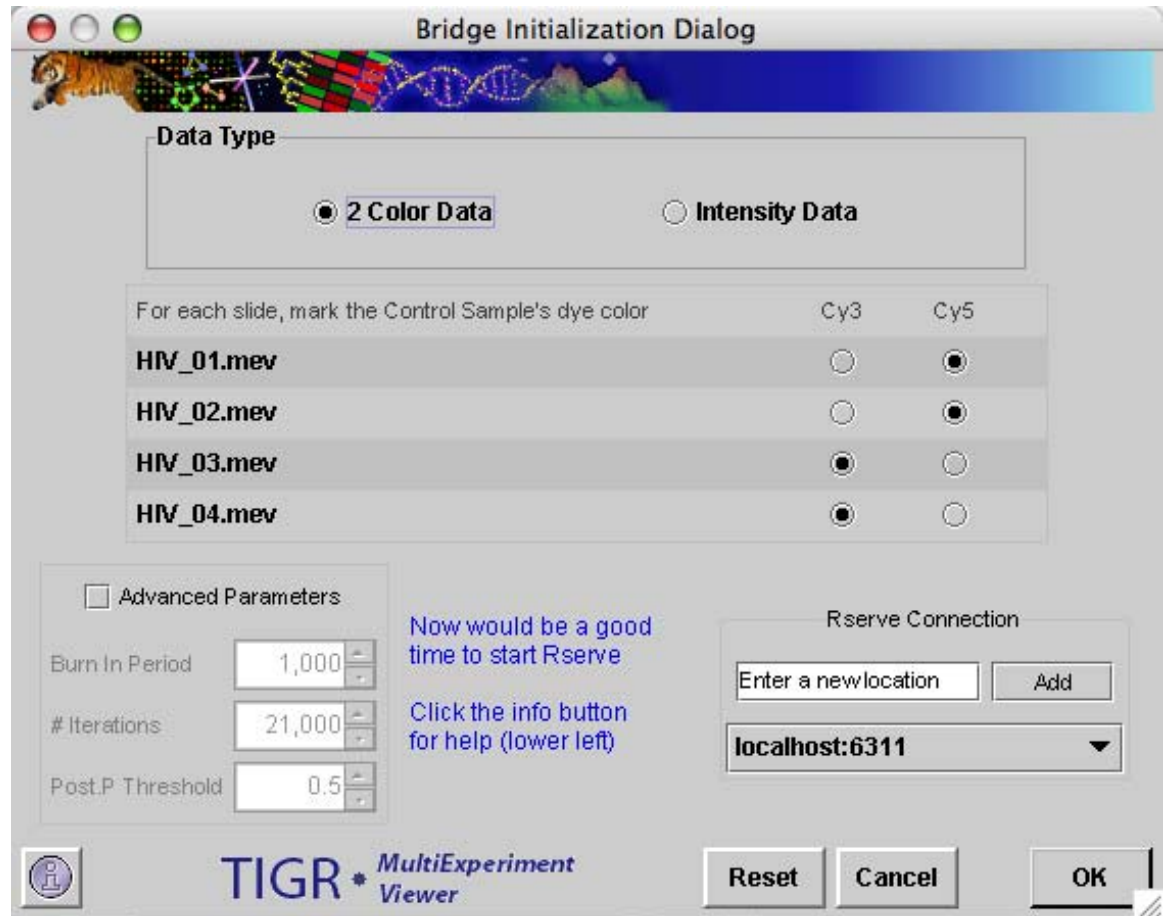 Bridge Initialization Dialog
Data Type
2 Color Data Intensity Data
For each slide, mark the Control Sample's dye color Cy3 Cy5
HIV_01.mev
HIV_02.mev
HIV_03.mev
HIV_04.mev
Advanced Parameters
Burn In Period 1,000
# Iterations 21,000
Post.P Threshold 0.5
Now would be a good
time to start Rserve
Click the info button
for help (lower left)
Rserve Connection
Enter a new location Add
localhost:6311
TIGR MultiExperiment
Viewer
Reset Cancel OK